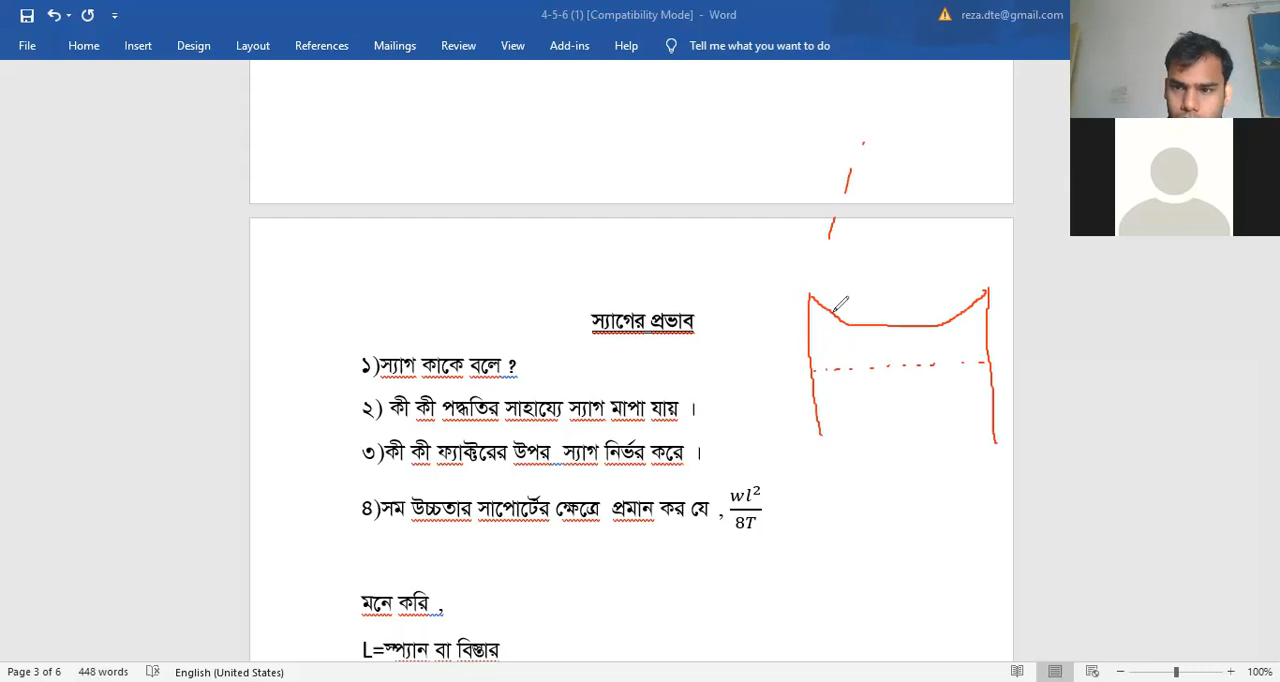 4-5-6 (1) [Compatibility Mode] - Word
reza.dte@gmail.com
File Home Insert Design Layout References Mailings Review View Add-ins Help Tell me what you want to do
স্যাগের প্রভাব
১)স্যাগ কাকে বলে ?
২) কী কী পদ্ধতির সাহায্যে স্যাগ মাপা যায় ।
৩)কী কী ফ্যাক্টরের উপর স্যাগ নির্ভর করে ।
৪)সম উচ্চতার সাপোর্টের ক্ষেত্রে প্রমান কর যে , wl²/8T
মনে করি ,
L=স্প্যান বা বিস্তার
Page 3 of 6 448 words English (United States) 100%